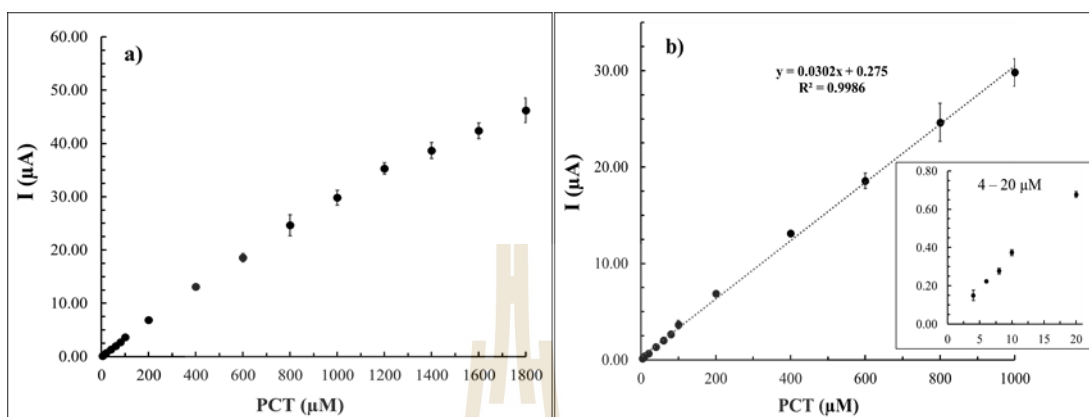 a)
60.00
50.00
40.00
30.00
20.00
10.00
0.00
I (µA)
0 200 400 600 800 1000 1200 1400 1600 1800
PCT (µM)
b)
y = 0.0302x + 0.275
R² = 0.9986
30.00
20.00
10.00
0.00
I (µA)
0 200 400 600 800 1000
PCT (µM)
4 – 20 µM
0.80
0.60
0.40
0.20
0.00
0 5 10 15 20